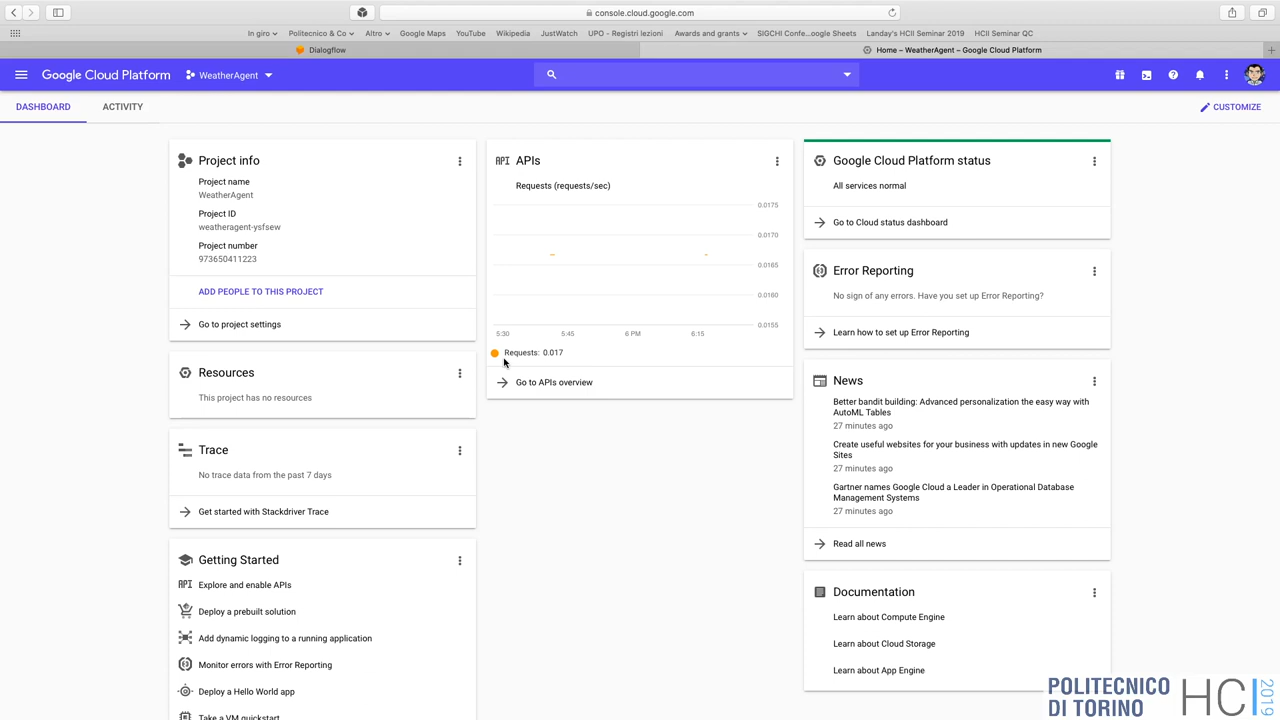 console.cloud.google.com
In giro
Politecnico & Co
Altro
Google Maps
YouTube
Wikipedia
JustWatch
UPO - Registri lezioni
Awards and grants
SIGCHI Confe...oogle Sheets
Landay's HCII Seminar 2019
HCII Seminar QC
Dialogflow
Home – WeatherAgent – Google Cloud Platform
Google Cloud Platform
WeatherAgent
DASHBOARD
ACTIVITY
CUSTOMIZE
Project info
Project name
WeatherAgent
Project ID
weatheragent-ysfsew
Project number
973650411223
ADD PEOPLE TO THIS PROJECT
Go to project settings
Resources
This project has no resources
Trace
No trace data from the past 7 days
Get started with Stackdriver Trace
Getting Started
API
Explore and enable APIs
Deploy a prebuilt solution
Add dynamic logging to a running application
Monitor errors with Error Reporting
Deploy a Hello World app
Take a VM quickstart
API
APIs
Requests (requests/sec)
0.0175
0.0170
0.0165
0.0160
0.0155
5:30
5:45
6 PM
6:15
Requests: 0.017
Go to APIs overview
Google Cloud Platform status
All services normal
Go to Cloud status dashboard
Error Reporting
No sign of any errors. Have you set up Error Reporting?
Learn how to set up Error Reporting
News
Better bandit building: Advanced personalization the easy way with
AutoML Tables
27 minutes ago
Create useful websites for your business with updates in new Google
Sites
27 minutes ago
Gartner names Google Cloud a Leader in Operational Database
Management Systems
27 minutes ago
Read all news
Documentation
Learn about Compute Engine
Learn about Cloud Storage
Learn about App Engine
POLITECNICO
DI TORINO
HCI
2019